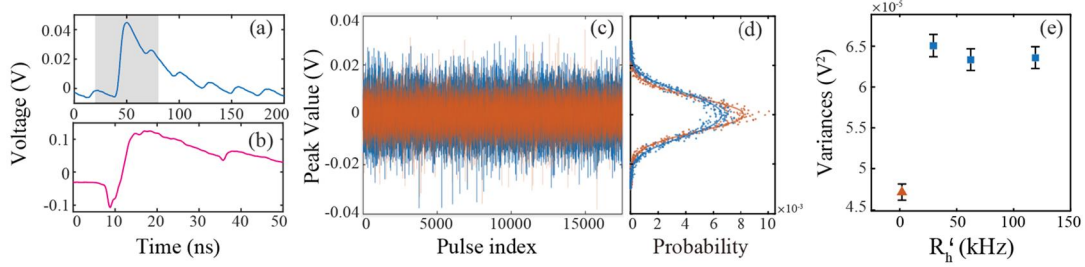 Voltage (V)
0.04
0.02
0
(a)
0 50 100 150 200
0.1
0
-0.1
(b)
0 10 20 30 40 50
Time (ns)
Peak Value (V)
0.04
0.02
0
-0.02
-0.04
(c)
0 5000 10000 15000
Pulse index
(d)
0 2 4 6 8 10
×10⁻³
Probability
Variances (V²)
×10⁻⁵
6.5
6
5.5
5
4.5
(e)
0 50 100 150
Rₕ‘ (kHz)